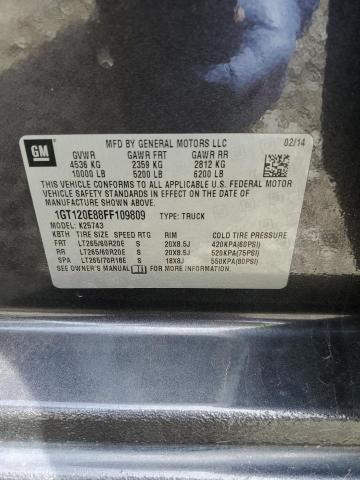 GM
MFD BY GENERAL MOTORS LLC 02/14
GVWR GAWR FRT GAWR RR
4536 KG 2359 KG 2812 KG
10000 LB 5200 LB 6200 LB
THIS VEHICLE CONFORMS TO ALL APPLICABLE U.S. FEDERAL MOTOR
VEHICLE SAFETY STANDARDS IN EFFECT ON THE DATE OF
MANUFACTURE SHOWN ABOVE.
1GT120E88FF109809 TYPE: TRUCK
MODEL: K25743
KBTH TIRE SIZE SPEED RTG RIM COLD TIRE PRESSURE
FRT LT265/60R20E S 20X8.5J 420KPA(60PSI)
RR LT265/60R20E S 20X8.5J 520KPA(75PSI)
SPA LT265/70R18E S 18X8J 550KPA(80PSI)
SEE OWNER'S MANUAL FOR MORE INFORMATION